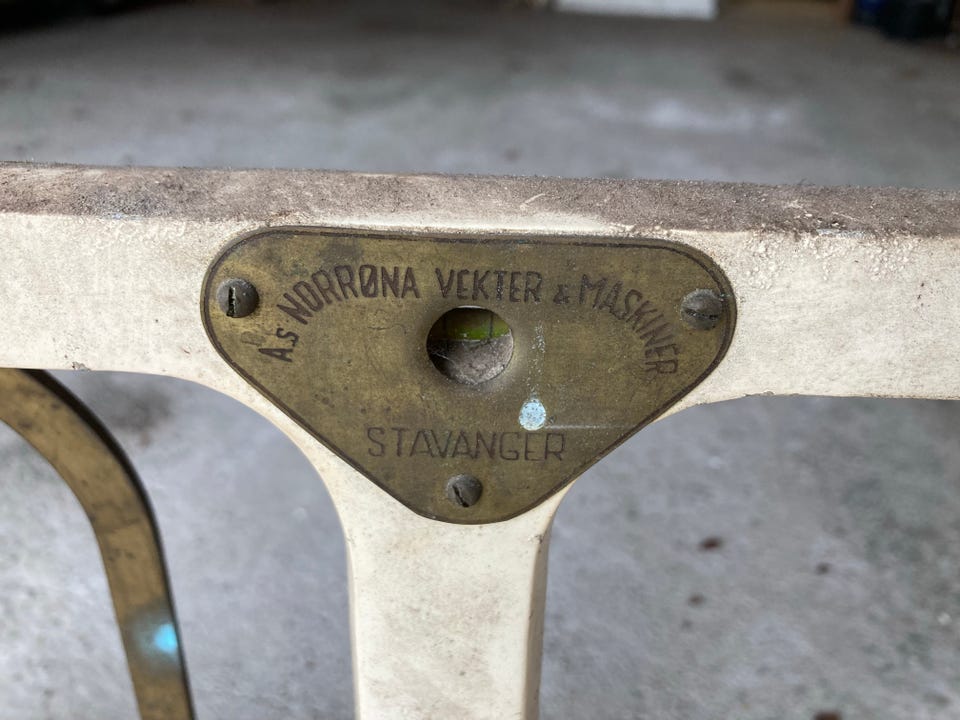 A.s NORRØNA VEKTER & MASKINER
STAVANGER